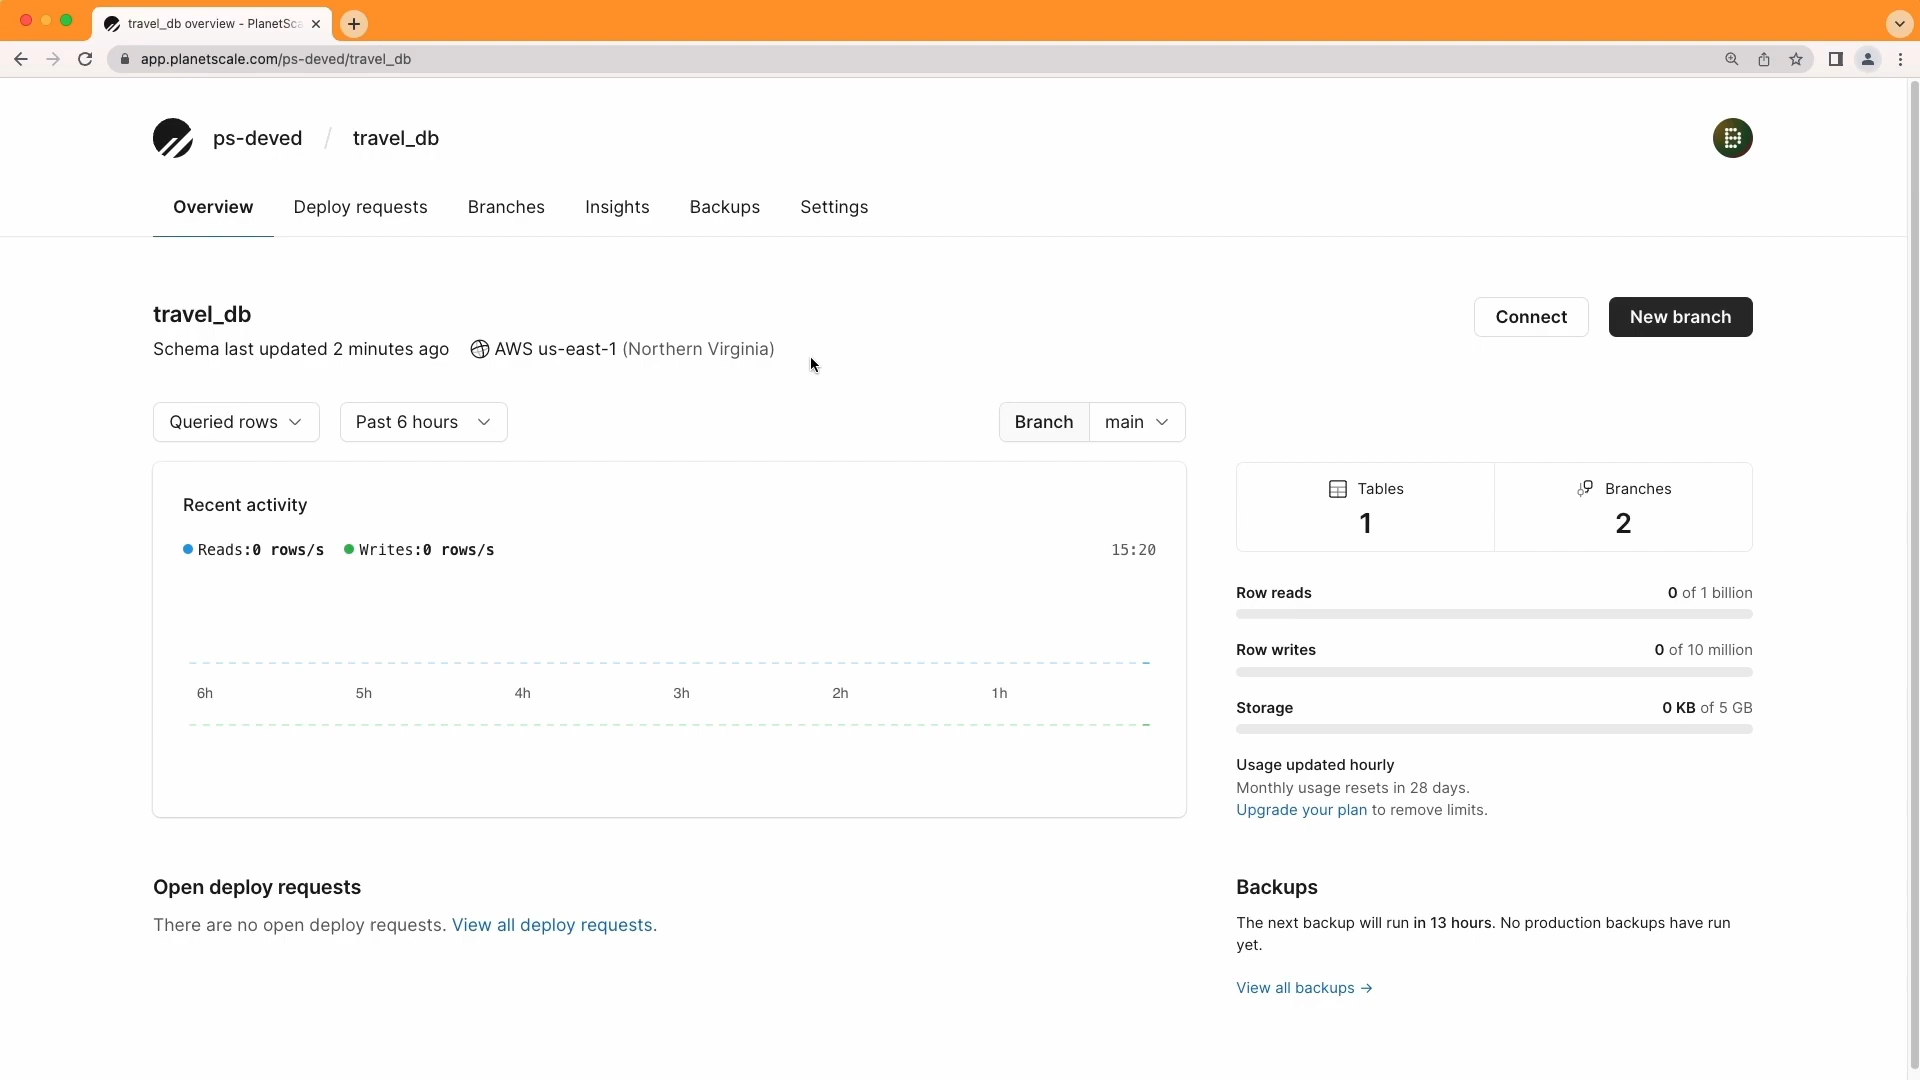 travel_db overview - PlanetSca
app.planetscale.com/ps-deved/travel_db
ps-deved / travel_db
Overview Deploy requests Branches Insights Backups Settings
travel_db
Connect New branch
Schema last updated 2 minutes ago AWS us-east-1 (Northern Virginia)
Queried rows Past 6 hours Branch main
Recent activity
Reads:0 rows/s Writes:0 rows/s 15:20
6h 5h 4h 3h 2h 1h
Tables Branches
1 2
Row reads 0 of 1 billion
Row writes 0 of 10 million
Storage 0 KB of 5 GB
Usage updated hourly
Monthly usage resets in 28 days.
Upgrade your plan to remove limits.
Open deploy requests
There are no open deploy requests. View all deploy requests.
Backups
The next backup will run in 13 hours. No production backups have run
yet.
View all backups →